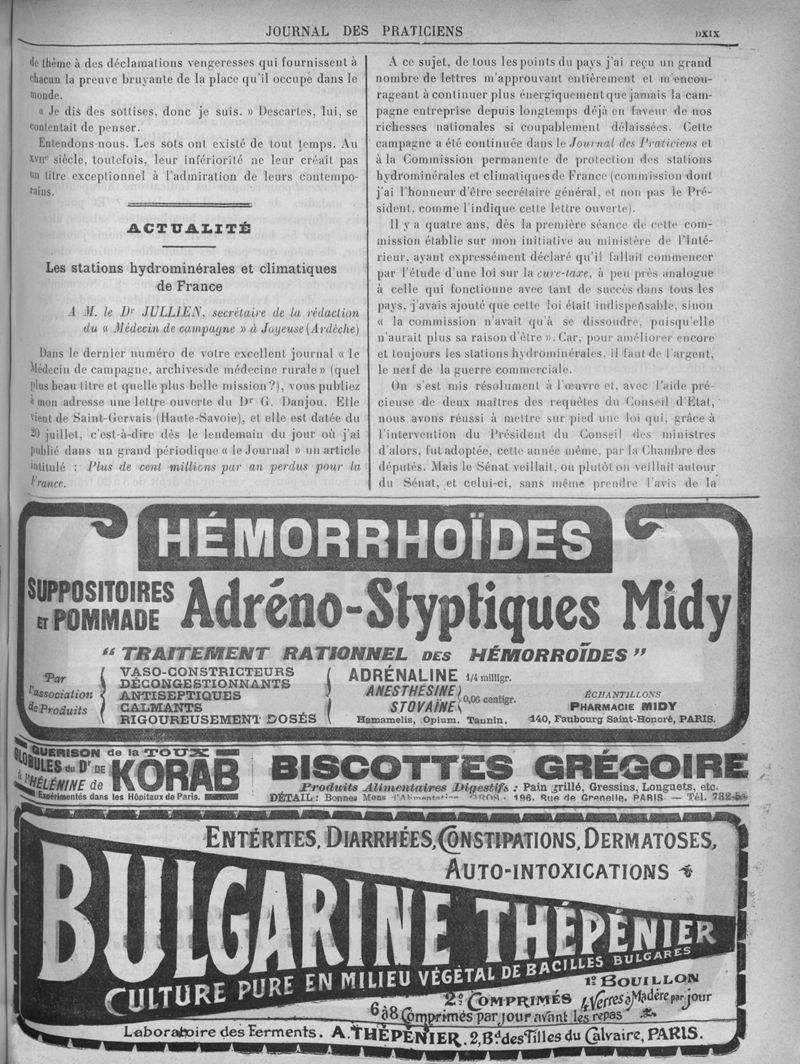 JOURNAL DES PRATICIENS
DXIX
de thème à des déclamations vengeresses qui fournissent à
chacun la preuve bruyante de la place qu'il occupe dans le
monde.
« Je dis des sottises, donc je suis. » Descartes, lui, se
contentait de penser.
Entendons-nous. Les sots ont existé de tout temps. Au
XVIIe siècle, toutefois, leur infériorité ne leur créait pas
un titre exceptionnel à l'admiration de leurs contempo-
rains.
ACTUALITÉ
Les stations hydrominérales et climatiques
de France
A M. le Dr JULLIEN, secrétaire de la rédaction
du « Médecin de campagne » à Joyeuse (Ardèche)
Dans le dernier numéro de votre excellent journal « le
Médecin de campagne, archives de médecine rurale » (quel
plus beau titre et quelle plus belle mission ?), vous publiez
à mon adresse une lettre ouverte du Dr G. Danjou. Elle
vient de Saint-Gervais (Haute-Savoie), et elle est datée du
20 juillet, c'est-à-dire dès le lendemain du jour où j'ai
publié dans un grand périodique « le Journal » un article
intitulé : Plus de cent millions par an perdus pour la
France.
A ce sujet, de tous les points du pays j'ai reçu un grand
nombre de lettres m'approuvant entièrement et m'encou-
rageant à continuer plus énergiquement que jamais la cam-
pagne entreprise depuis longtemps déjà en faveur de nos
richesses nationales si coupablement délaissées. Cette
campagne a été continuée dans le Journal des Praticiens et
à la Commission permanente de protection des stations
hydrominérales et climatiques de France (commission dont
j'ai l'honneur d'être secrétaire général, et non pas le Pré-
sident, comme l'indique cette lettre ouverte).
Il y a quatre ans, dès la première séance de cette com-
mission établie sur mon initiative au ministère de l'Inté-
rieur, ayant expressément déclaré qu'il fallait commencer
par l'étude d'une loi sur la cure-taxe, à peu près analogue
à celle qui fonctionne avec tant de succès dans tous les
pays, j'avais ajouté que cette loi était indispensable, sinon
« la commission n'avait qu'à se dissoudre, puisqu'elle
n'aurait plus sa raison d'être ». Car, pour améliorer encore
et toujours les stations hydrominérales, il faut de l'argent,
le nerf de la guerre commerciale.
On s'est mis résolument à l'œuvre et, avec l'aide pré-
cieuse de deux maîtres des requêtes du Conseil d'Etat,
nous avons réussi à mettre sur pied une loi qui, grâce à
l'intervention du Président du Conseil des ministres
d'alors, fut adoptée, cette année même, par la Chambre des
députés. Mais le Sénat veillait, ou plutôt on veillait autour
du Sénat, et celui-ci, sans même prendre l'avis de la
HÉMORRHOÏDES
SUPPOSITOIRES
ET POMMADE
Adréno-Styptiques Midy
“ TRAITEMENT RATIONNEL DES HÉMORROÏDES ”
Par
l'association
de Produits
VASO-CONSTRICTEURS
DÉCONGESTIONNANTS
ANTISEPTIQUES
CALMANTS
RIGOUREUSEMENT DOSÉS
ADRÉNALINE 1/4 milligr.
ANESTHÉSINE
STOVAÏNE
0,06 centigr.
Hamamelis, Opium. Taunin.
ÉCHANTILLONS
PHARMACIE MIDY
140, Faubourg Saint-Honoré, PARIS.
GUERISON de la TOUX
GLOBULES du Dr DE
KORAB
à l'HÉLÉNINE de
Expérimentés dans les Hôpitaux de Paris.
BISCOTTES GRÉGOIRE
Produits Alimentaires Digestifs : Pain grillé, Gressins, Longuets, etc.
DÉTAIL : Bonnes Mons d'Alimentation GROS : 196, Rue de Grenelle, PARIS. — Tél. 782-
ENTÉRITES, DIARRHÉES, CONSTIPATIONS, DERMATOSES,
AUTO-INTOXICATIONS
BULGARINE THÉPÉNIER
CULTURE PURE EN MILIEU VÉGÉTAL DE BACILLES BULGARES
1º BOUILLON
4 Verres à Madère par jour
2º COMPRIMÉS
6 à 8 Comprimés par jour avant les repas
Laboratoire des Ferments. A. THÉPÉNIER. 2, Bd des Filles du Calvaire, PARIS.